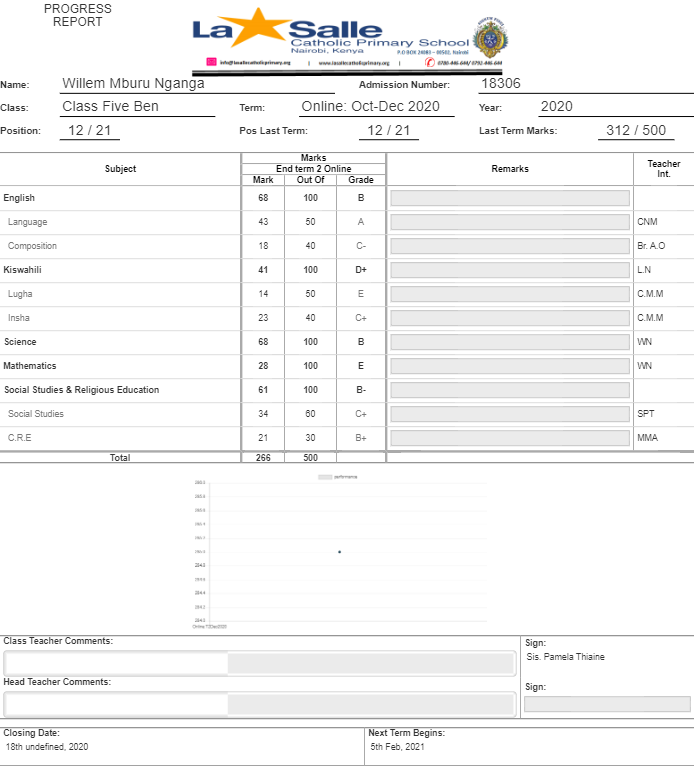 PROGRESS
REPORT
La Salle
Catholic Primary School
Nairobi, Kenya
P.O BOX 24083 – 00502, Nairobi
info@lasallecatholicprimary.org | www.lasallecatholicprimary.org | 0780-446-644/ 0792-446-644
Name: Willem Mburu Nganga Admission Number: 18306
Class: Class Five Ben Term: Online: Oct-Dec 2020 Year: 2020
Position: 12 / 21 Pos Last Term: 12 / 21 Last Term Marks: 312 / 500
Subject Marks Remarks Teacher Int.
End term 2 Online
Mark Out Of Grade
English 68 100 B
Language 43 50 A CNM
Composition 18 40 C- Br. A.O
Kiswahili 41 100 D+ L.N
Lugha 14 50 E C.M.M
Insha 23 40 C+ C.M.M
Science 68 100 B WN
Mathematics 28 100 E WN
Social Studies & Religious Education 61 100 B-
Social Studies 34 60 C+ SPT
C.R.E 21 30 B+ MMA
Total 266 500
performance
Class Teacher Comments: Sign:
Sis. Pamela Thiaine
Head Teacher Comments: Sign:
Closing Date: Next Term Begins:
18th undefined, 2020 5th Feb, 2021